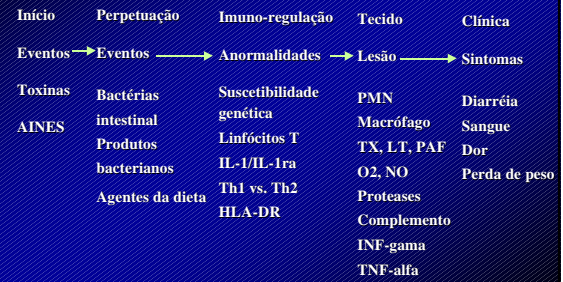 Início
Eventos
Toxinas
AINES
Perpetuação
Eventos
Bactérias
intestinal
Produtos
bacterianos
Agentes da dieta
Imuno-regulação
Anormalidades
Suscetibilidade
genética
Linfócitos T
IL-1/IL-1ra
Th1 vs. Th2
HLA-DR
Tecido
Lesão
PMN
Macrófago
TX, LT, PAF
O2, NO
Proteases
Complemento
INF-gama
TNF-alfa
Clínica
Sintomas
Diarréia
Sangue
Dor
Perda de peso